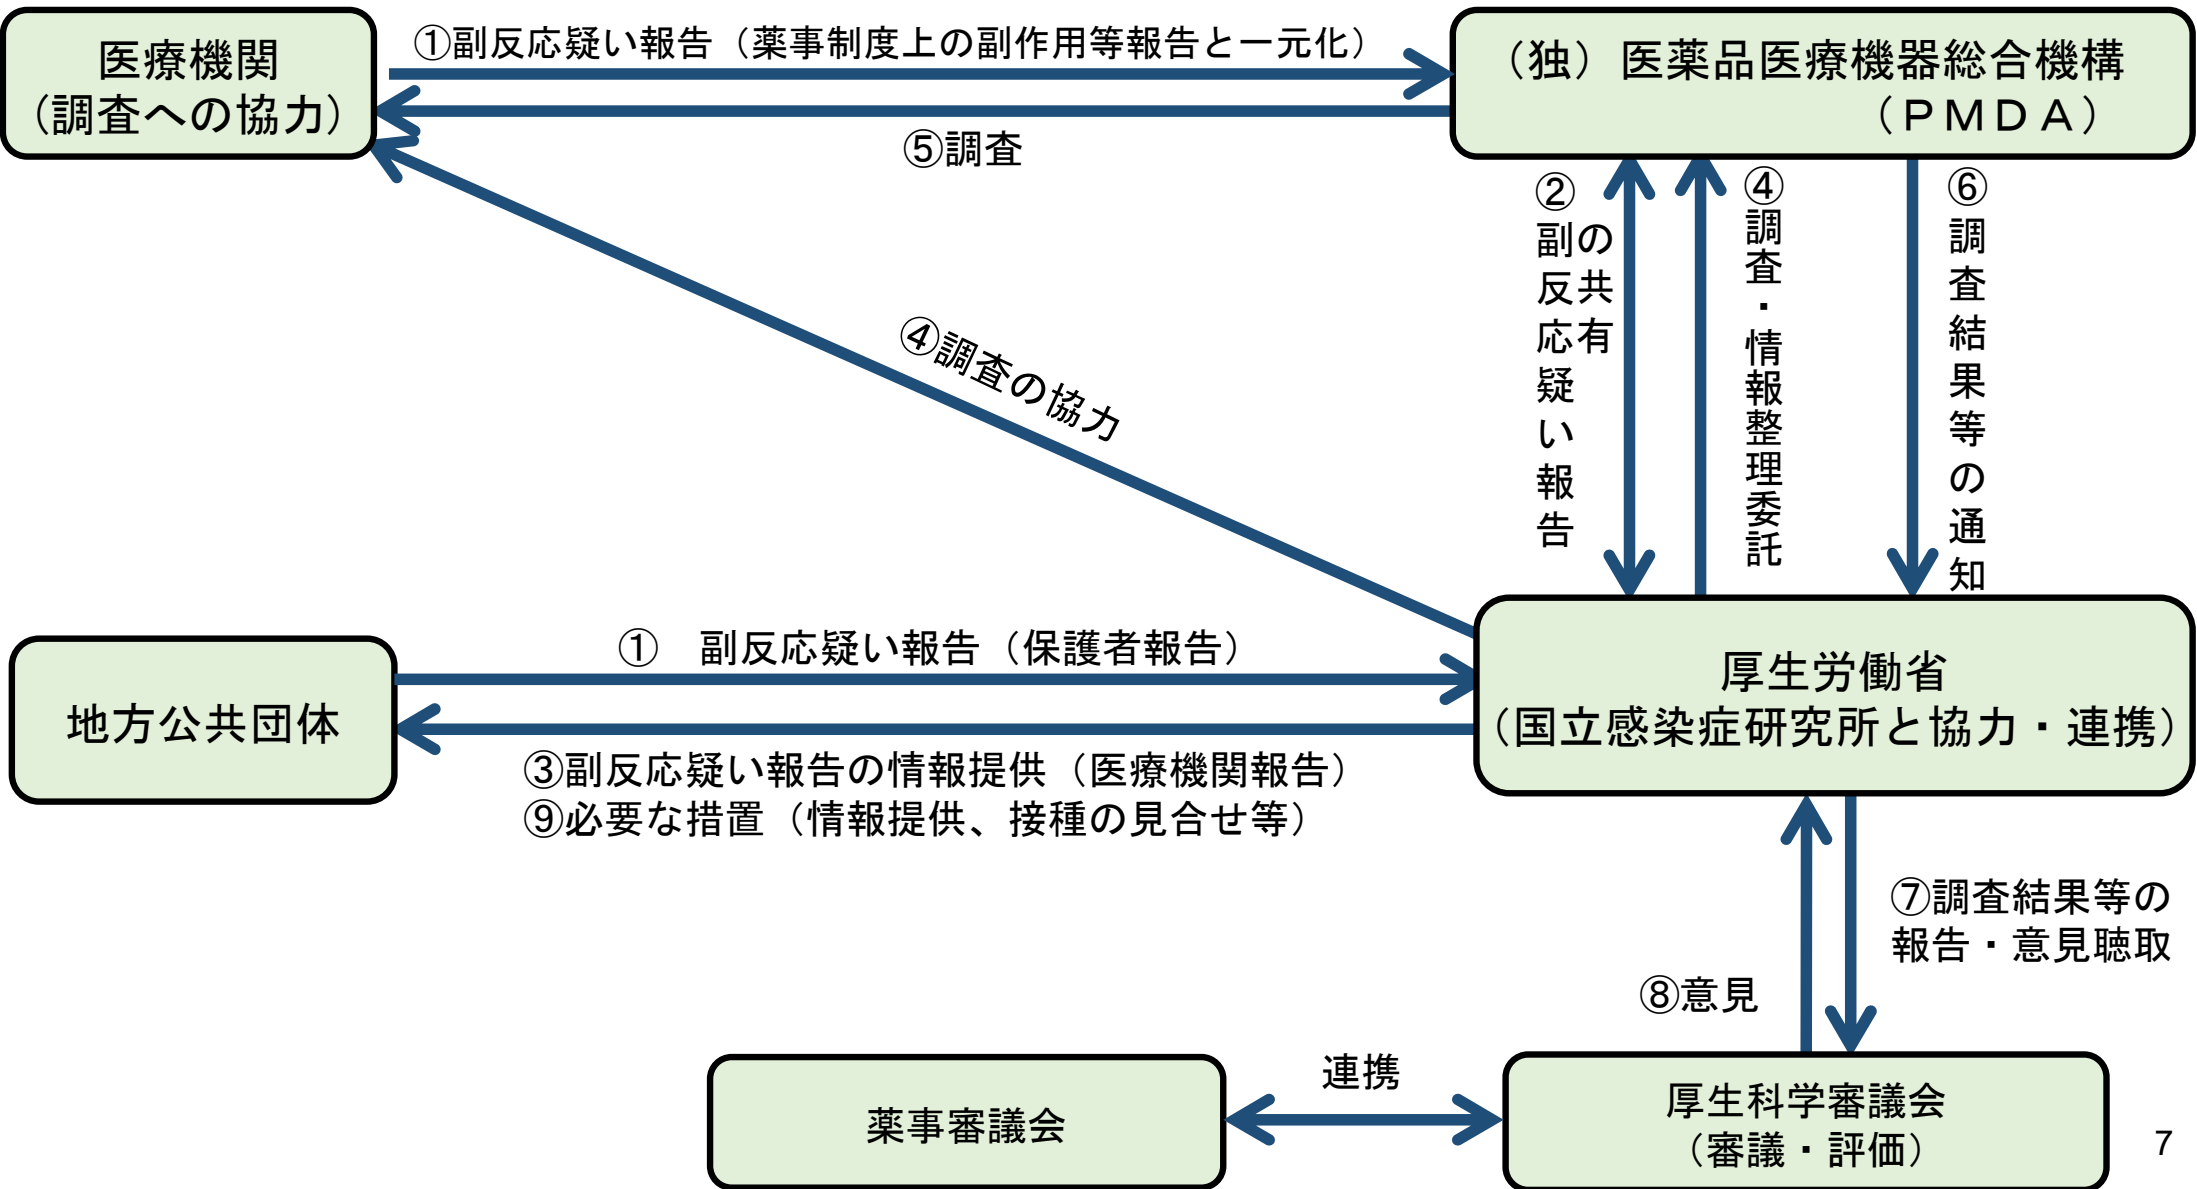 医療機関
（調査への協力）
①副反応疑い報告（薬事制度上の副作用等報告と一元化）
（独）医薬品医療機器総合機構
（ＰＭＤＡ）
⑤調査
②副反応疑い報告
の共有
④調査・情報整理委託
⑥調査結果等の通知
④調査の協力
①　副反応疑い報告（保護者報告）
地方公共団体
厚生労働省
（国立感染症研究所と協力・連携）
③副反応疑い報告の情報提供（医療機関報告）
⑨必要な措置（情報提供、接種の見合せ等）
⑦調査結果等の
報告・意見聴取
⑧意見
連携
薬事審議会
厚生科学審議会
（審議・評価）
7